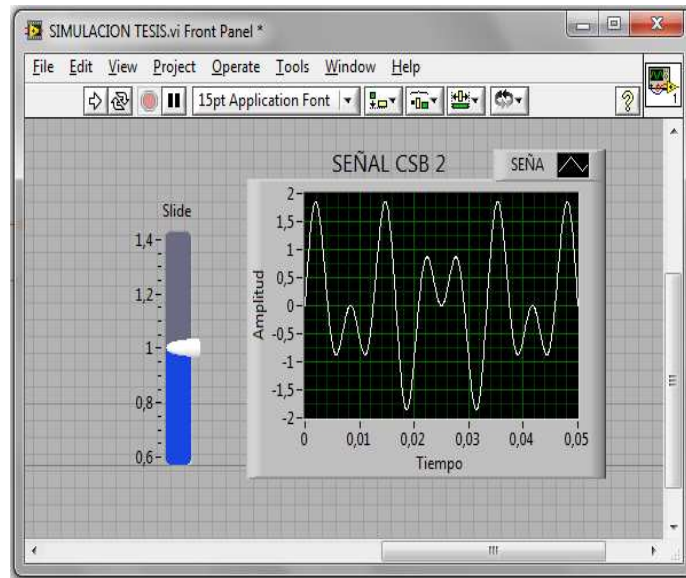 SIMULACION TESIS.vi Front Panel *
File Edit View Project Operate Tools Window Help
15pt Application Font
1
SEÑAL CSB 2
SEÑA
Slide
1,4
1,2
1
0,8
0,6
Amplitud
2
1,5
1
0,5
0
-0,5
-1
-1,5
-2
0 0,01 0,02 0,03 0,04 0,05
Tiempo